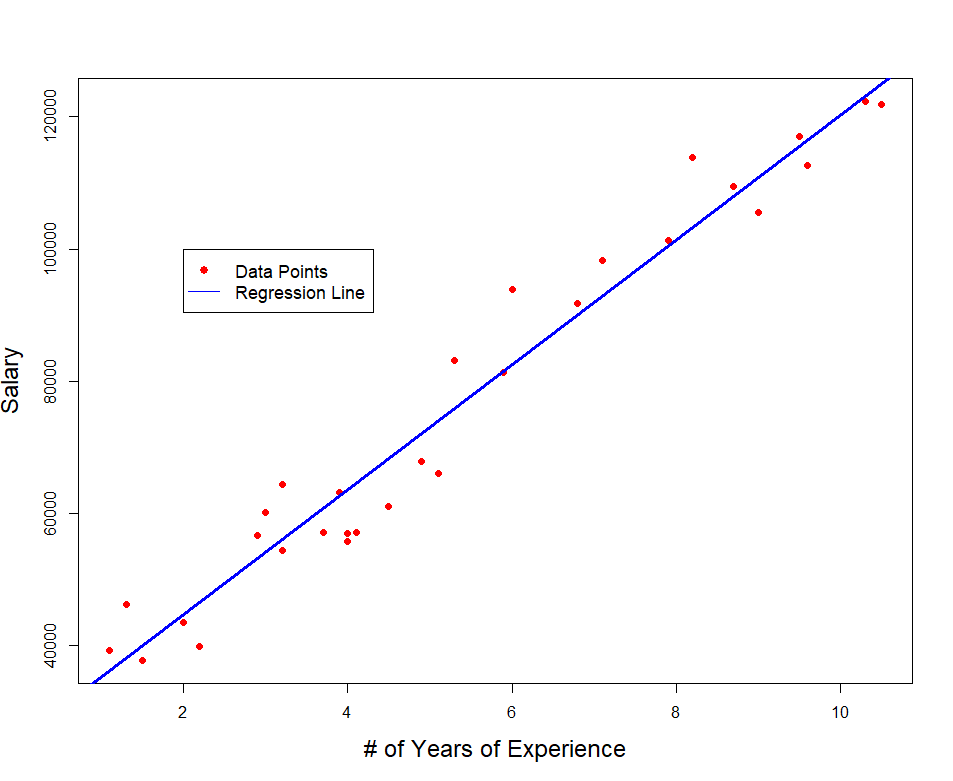 120000
100000
80000
60000
40000
Salary
Data Points
Regression Line
2 4 6 8 10
# of Years of Experience